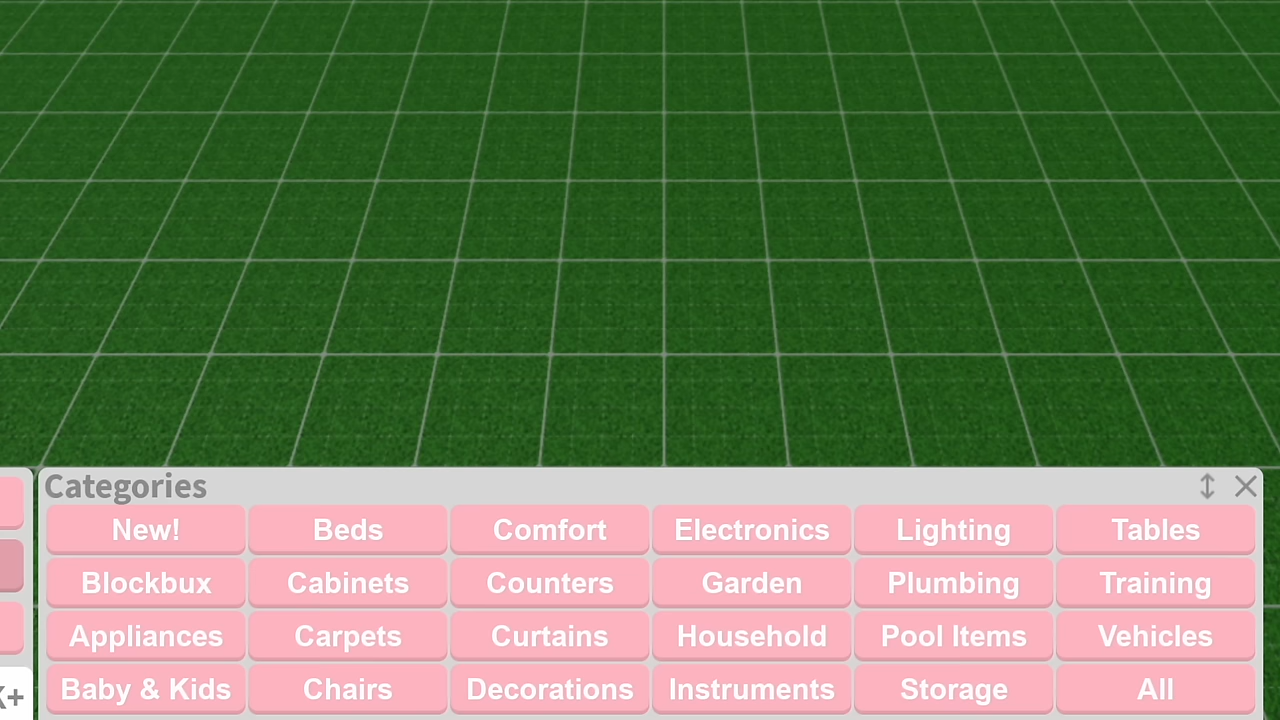 Categories
New! Beds Comfort Electronics Lighting Tables
Blockbux Cabinets Counters Garden Plumbing Training
Appliances Carpets Curtains Household Pool Items Vehicles
Baby & Kids Chairs Decorations Instruments Storage All
K+